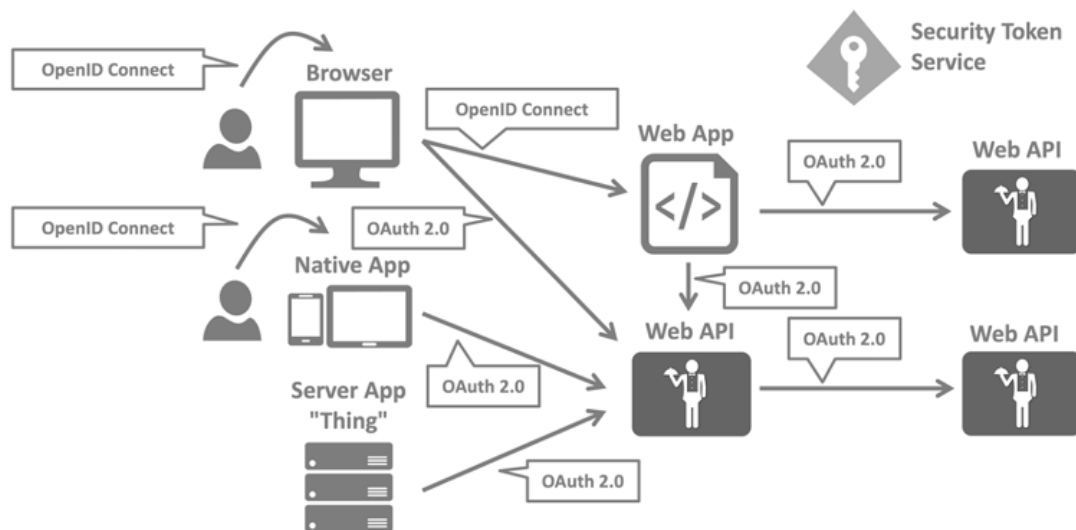 Security Token
Service
OpenID Connect
Browser
OpenID Connect
Web App
OAuth 2.0
Web API
</>
OpenID Connect
OAuth 2.0
Native App
OAuth 2.0
Web API
OAuth 2.0
Web API
OAuth 2.0
Server App
"Thing"
OAuth 2.0